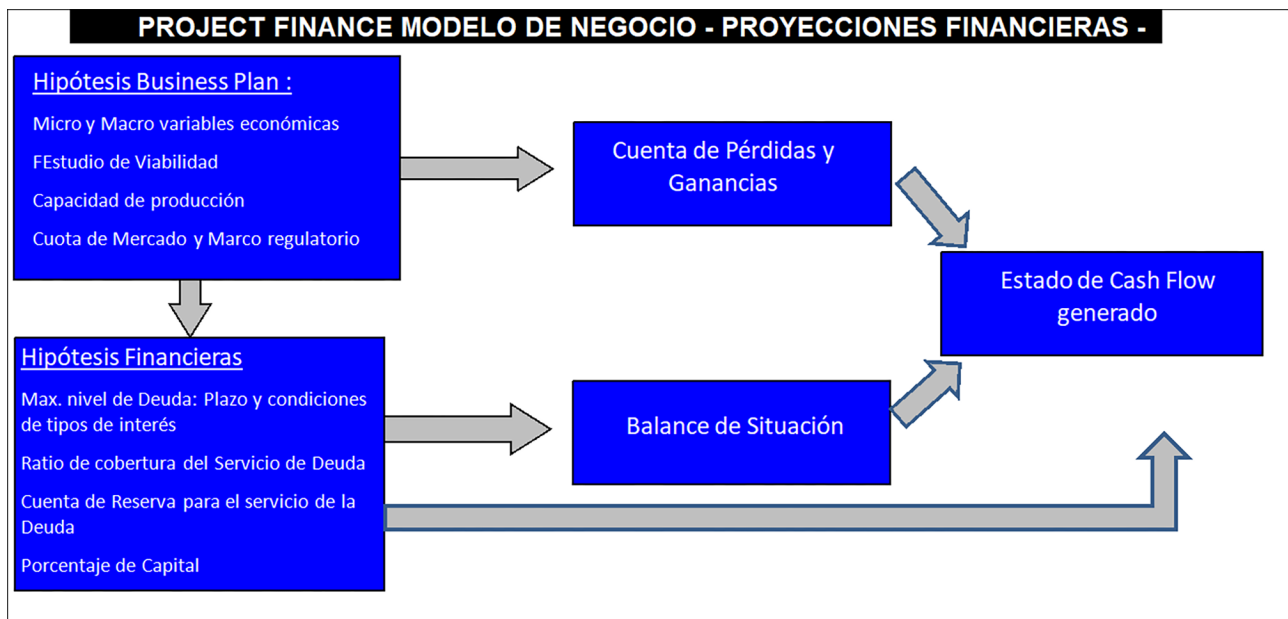 PROJECT FINANCE MODELO DE NEGOCIO - PROYECCIONES FINANCIERAS -
Hipótesis Business Plan :
Micro y Macro variables económicas
FEstudio de Viabilidad
Capacidad de producción
Cuota de Mercado y Marco regulatorio
Cuenta de Pérdidas y
Ganancias
Estado de Cash Flow
generado
Hipótesis Financieras
Max. nivel de Deuda: Plazo y condiciones
de tipos de interés
Ratio de cobertura del Servicio de Deuda
Cuenta de Reserva para el servicio de la
Deuda
Porcentaje de Capital
Balance de Situación